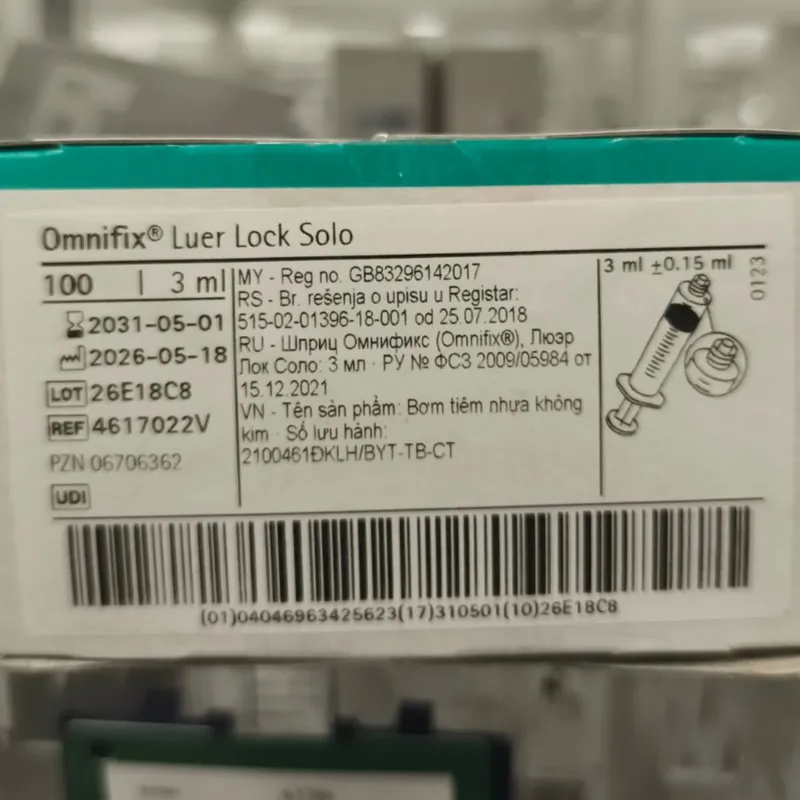 Omnifix® Luer Lock Solo
100 | 3 ml
2031-05-01
2026-05-18
LOT 26E18C8
REF 4617022V
PZN 06706362
UDI
MY - Reg no. GB83296142017
RS - Br. rešenja o upisu u Registar:
515-02-01396-18-001 od 25.07.2018
RU - Шприц Омнификс (Omnifix®), Люэр
Лок Соло: 3 мл · РУ № ФСЗ 2009/05984 от
15.12.2021
VN - Tên sản phẩm: Bơm tiêm nhựa không
kim · Số lưu hành:
2100461ĐKLH/BYT-TB-CT
3 ml ±0.15 ml
0123
(01)04046963425623(17)310501(10)26E18C8